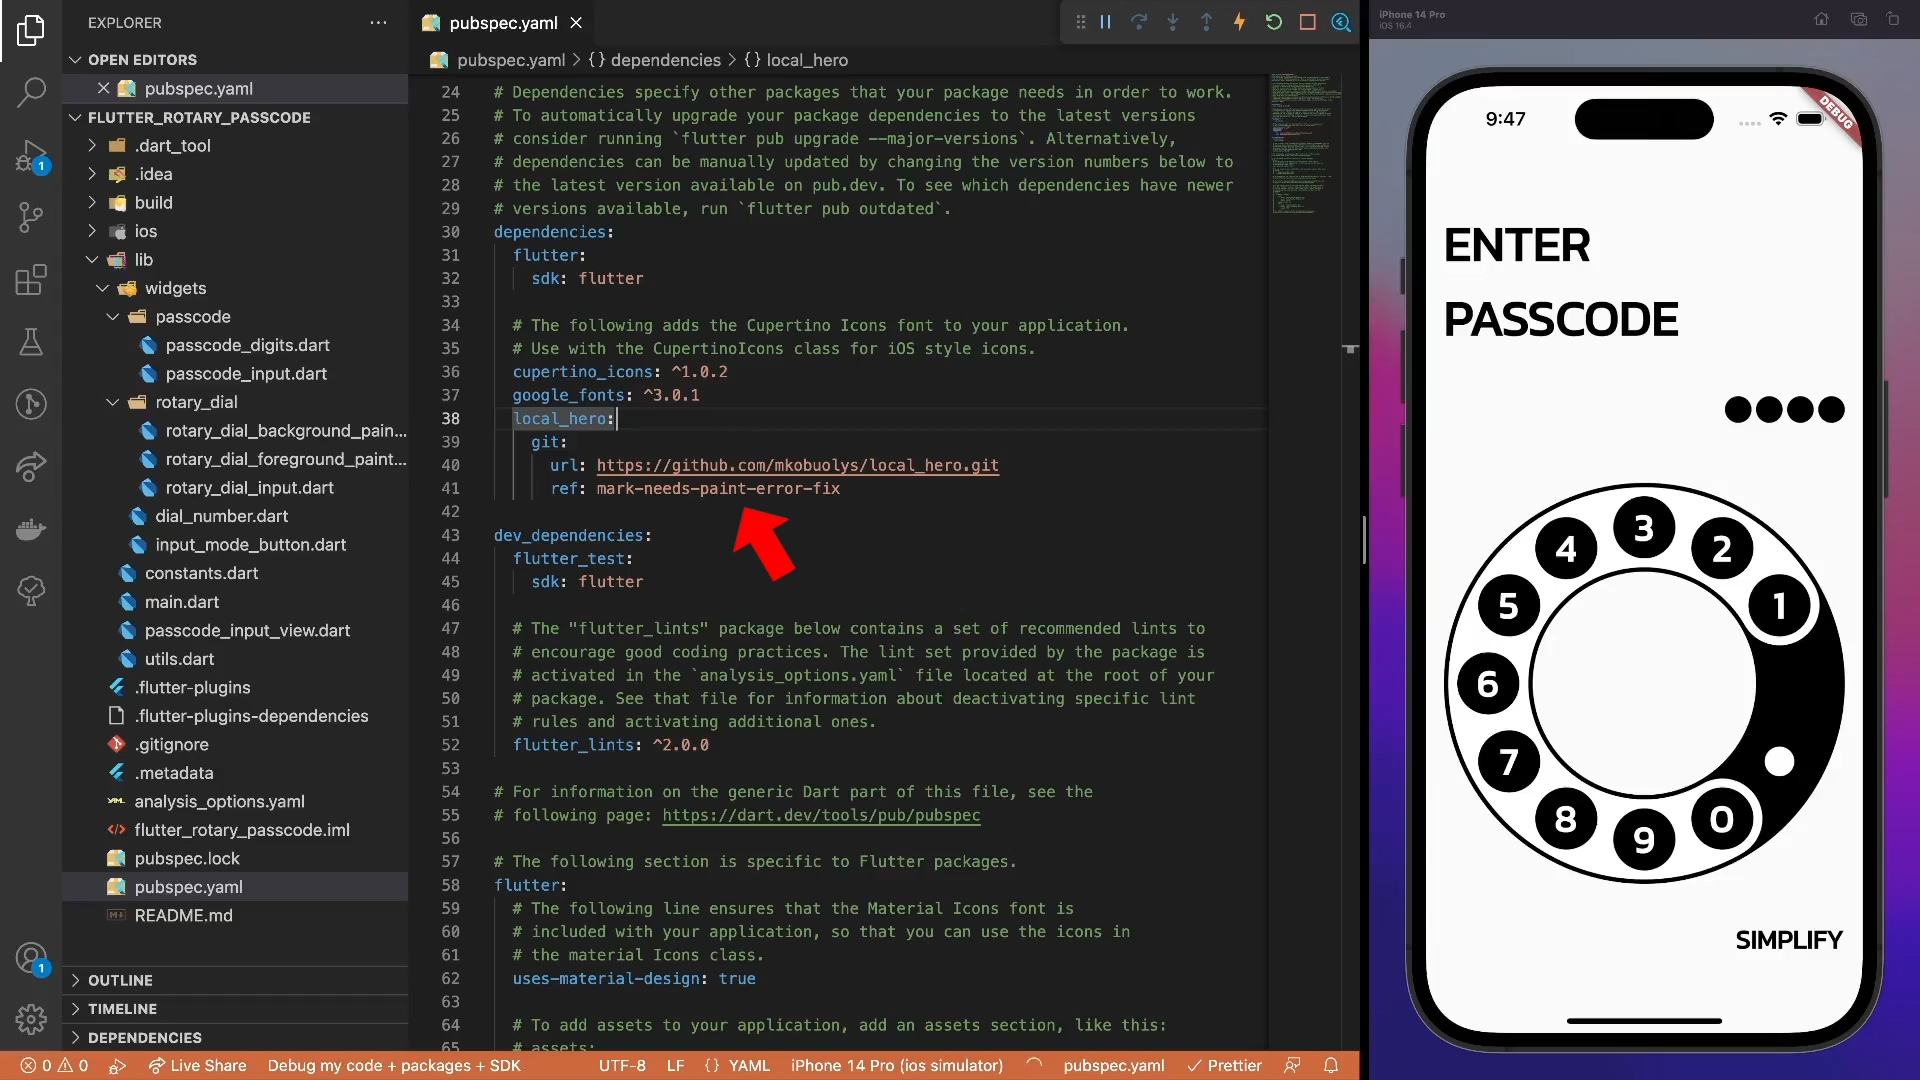 EXPLORER
OPEN EDITORS
pubspec.yaml
FLUTTER_ROTARY_PASSCODE
.dart_tool
.idea
build
ios
lib
widgets
passcode
passcode_digits.dart
passcode_input.dart
rotary_dial
rotary_dial_background_pain...
rotary_dial_foreground_paint...
rotary_dial_input.dart
dial_number.dart
input_mode_button.dart
constants.dart
main.dart
passcode_input_view.dart
utils.dart
.flutter-plugins
.flutter-plugins-dependencies
.gitignore
.metadata
analysis_options.yaml
flutter_rotary_passcode.iml
pubspec.lock
pubspec.yaml
README.md
OUTLINE
TIMELINE
DEPENDENCIES
1
1
pubspec.yaml
pubspec.yaml > {} dependencies > {} local_hero
24 # Dependencies specify other packages that your package needs in order to work.
25 # To automatically upgrade your package dependencies to the latest versions
26 # consider running `flutter pub upgrade --major-versions`. Alternatively,
27 # dependencies can be manually updated by changing the version numbers below to
28 # the latest version available on pub.dev. To see which dependencies have newer
29 # versions available, run `flutter pub outdated`.
30 dependencies:
31 flutter:
32 sdk: flutter
33
34 # The following adds the Cupertino Icons font to your application.
35 # Use with the CupertinoIcons class for iOS style icons.
36 cupertino_icons: ^1.0.2
37 google_fonts: ^3.0.1
38 local_hero:
39 git:
40 url: https://github.com/mkobuolys/local_hero.git
41 ref: mark-needs-paint-error-fix
42
43 dev_dependencies:
44 flutter_test:
45 sdk: flutter
46
47 # The "flutter_lints" package below contains a set of recommended lints to
48 # encourage good coding practices. The lint set provided by the package is
49 # activated in the `analysis_options.yaml` file located at the root of your
50 # package. See that file for information about deactivating specific lint
51 # rules and activating additional ones.
52 flutter_lints: ^2.0.0
53
54 # For information on the generic Dart part of this file, see the
55 # following page: https://dart.dev/tools/pub/pubspec
56
57 # The following section is specific to Flutter packages.
58 flutter:
59 # The following line ensures that the Material Icons font is
60 # included with your application, so that you can use the icons in
61 # the material Icons class.
62 uses-material-design: true
63
64 # To add assets to your application, add an assets section, like this:
65 # assets:
0 0 Live Share Debug my code + packages + SDK UTF-8 LF {} YAML iPhone 14 Pro (ios simulator) pubspec.yaml Prettier
iPhone 14 Pro
iOS 16.4
9:47
DEBUG
ENTER
PASSCODE
3
4 2
5 1
6
7
8 0
9
SIMPLIFY